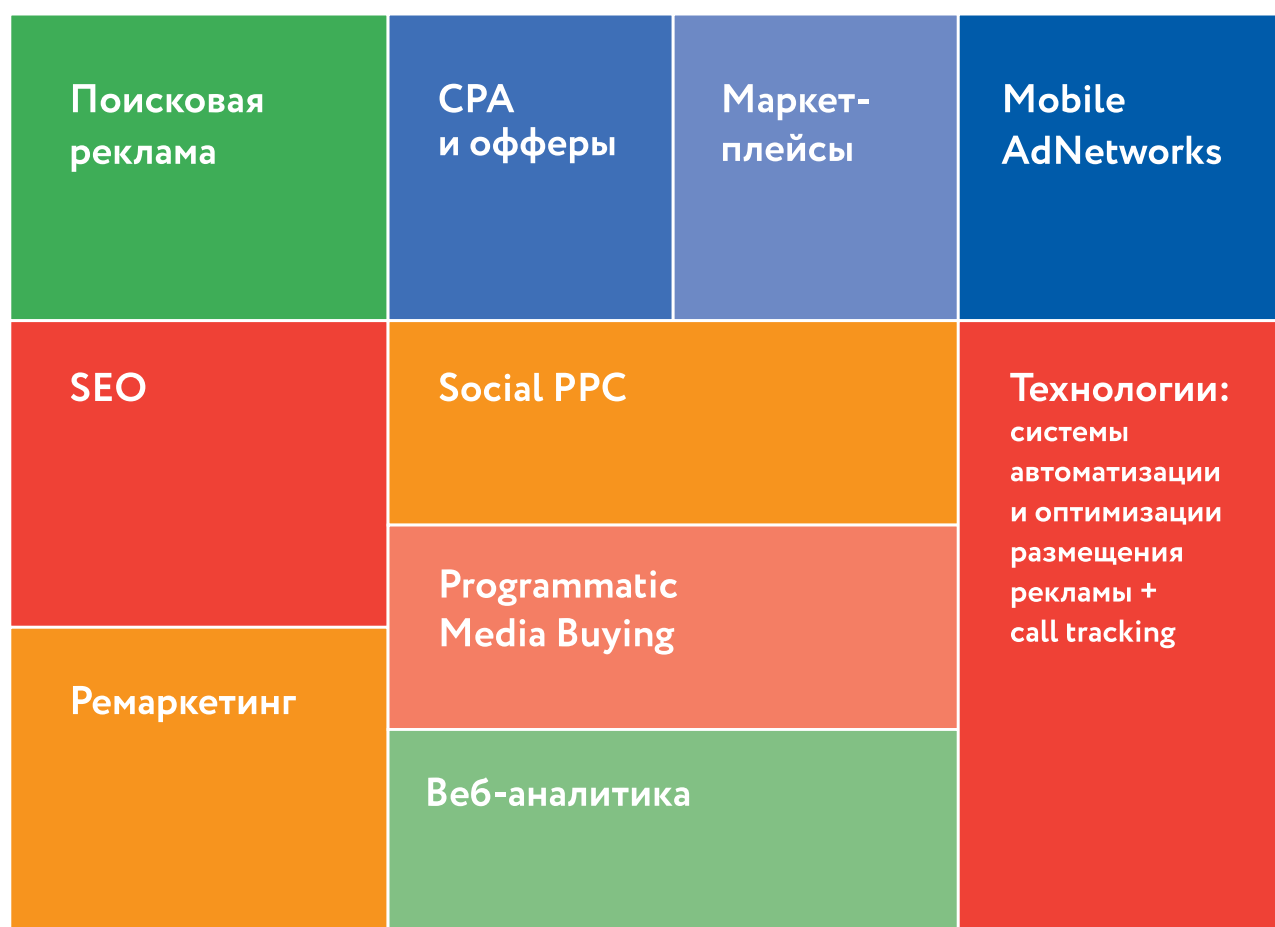 Поисковая
реклама
CPA
и офферы
Маркет-
плейсы
Mobile
AdNetworks
SEO
Social PPC
Технологии:
системы
автоматизации
и оптимизации
размещения
рекламы +
call tracking
Programmatic
Media Buying
Ремаркетинг
Веб-аналитика